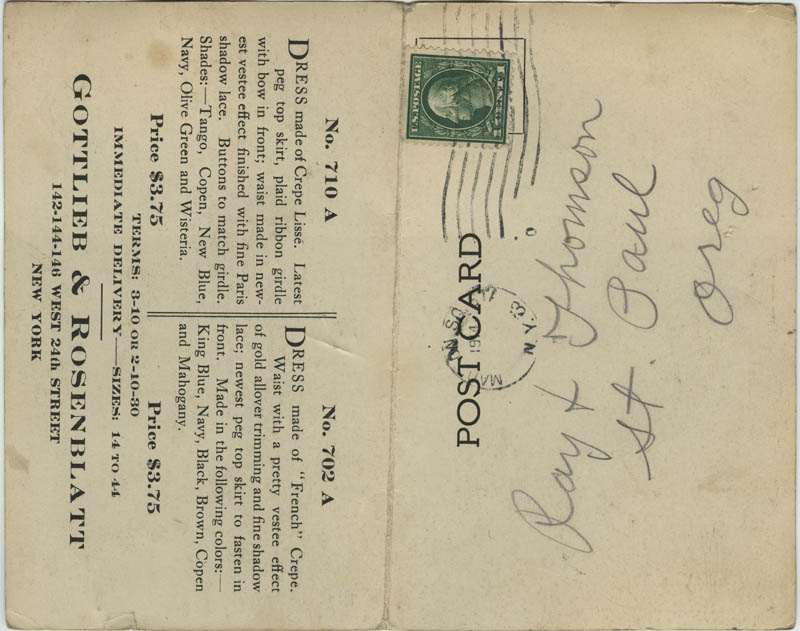 No. 710 A
DRESS made of Crepe Lissé. Latest
peg top skirt, plaid ribbon girdle
with bow in front; waist made in new-
est vestee effect finished with fine Paris
shadow lace. Buttons to match girdle.
Shades:—Tango, Copen, New Blue,
Navy, Olive Green and Wisteria.
Price $3.75
No. 702 A
DRESS made of "French" Crepe.
Waist with a pretty vestee effect
of gold allover trimming and fine shadow
lace; newest peg top skirt to fasten in
front. Made in the following colors:—
King Blue, Navy, Black, Brown, Copen
and Mahogany.
Price $3.75
TERMS: 3-10 OR 2-10-30
IMMEDIATE DELIVERY—SIZES: 14 TO 44
GOTTLIEB & ROSENBLATT
142-144-146 WEST 24th STREET
NEW YORK
U.S. POSTAGE
1 CENT 1
POST CARD
N.Y.
Ray & Thomson
St. Paul
Oreg.